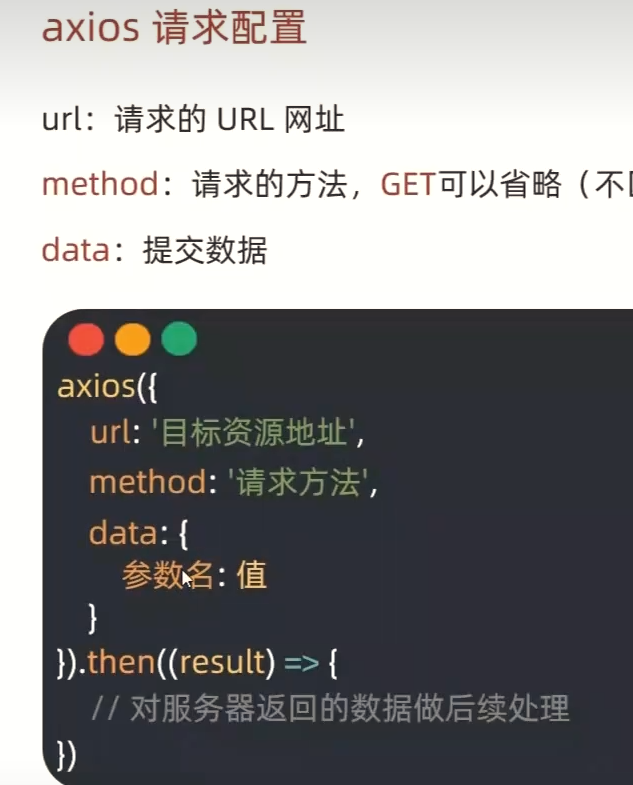 axios 请求配置
url：请求的 URL 网址
method：请求的方法，GET可以省略（不
data：提交数据
axios({
url: '目标资源地址',
method: '请求方法',
data: {
参数名: 值
}
}).then((result) => {
// 对服务器返回的数据做后续处理
})